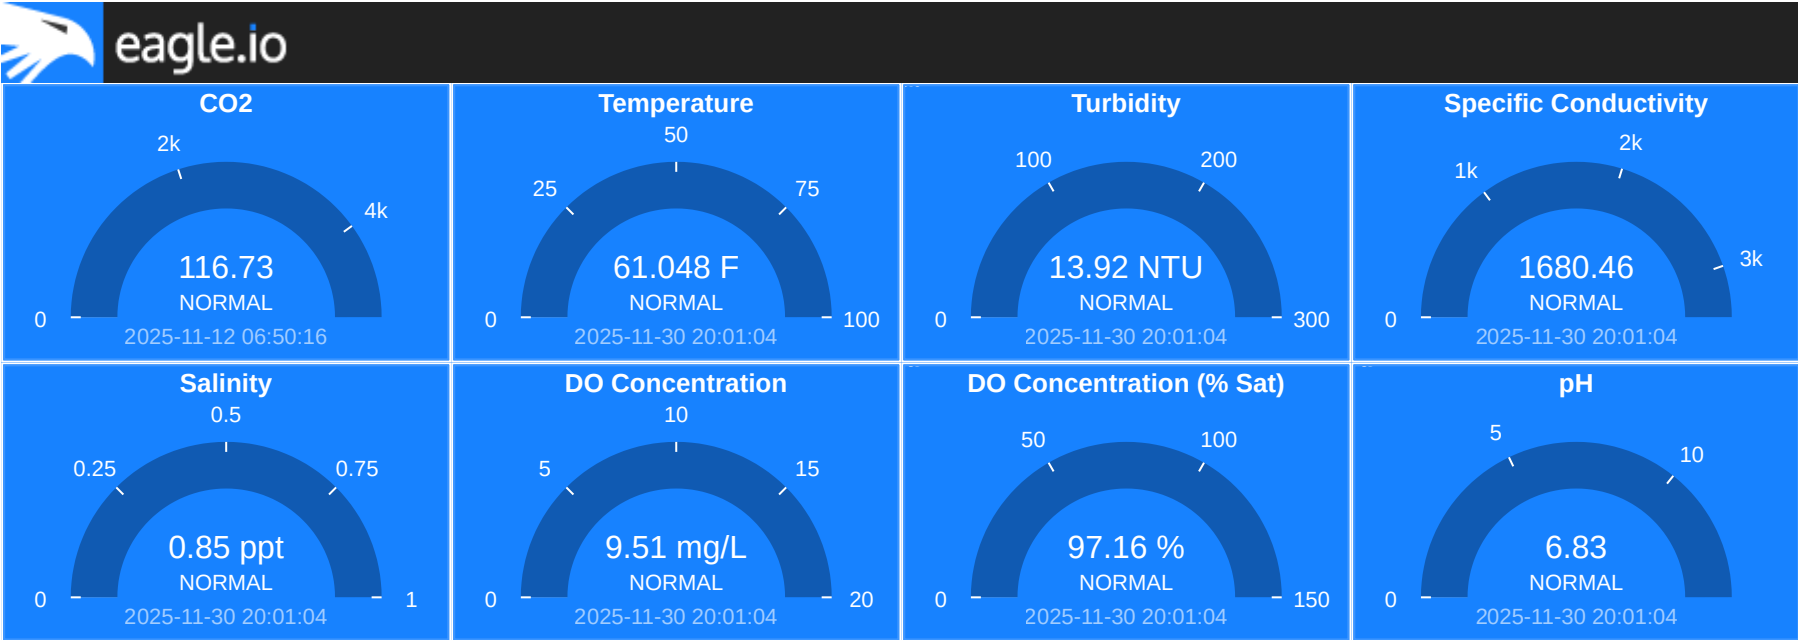 eagle.io
CO2
2k
4k
0
116.73
NORMAL
2025-11-12 06:50:16
Temperature
50
25
75
0
100
61.048 F
NORMAL
2025-11-30 20:01:04
Turbidity
100
200
0
300
13.92 NTU
NORMAL
2025-11-30 20:01:04
Specific Conductivity
2k
1k
3k
0
1680.46
NORMAL
2025-11-30 20:01:04
Salinity
0.5
0.25
0.75
0
1
0.85 ppt
NORMAL
2025-11-30 20:01:04
DO Concentration
10
5
15
0
20
9.51 mg/L
NORMAL
2025-11-30 20:01:04
DO Concentration (% Sat)
50
100
0
150
97.16 %
NORMAL
2025-11-30 20:01:04
pH
5
10
0
6.83
NORMAL
2025-11-30 20:01:04